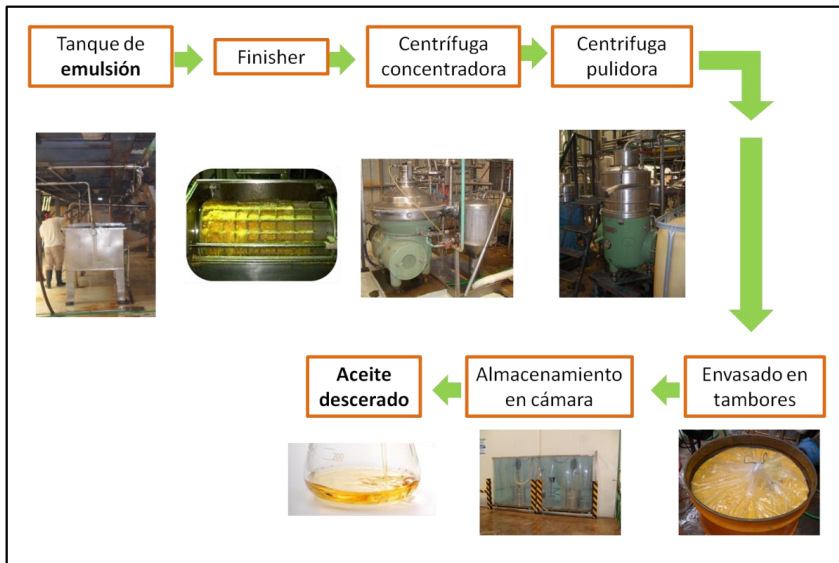 Tanque de
emulsión
Finisher
Centrífuga
concentradora
Centrifuga
pulidora
Envasado en
tambores
Almacenamiento
en cámara
Aceite
descerado